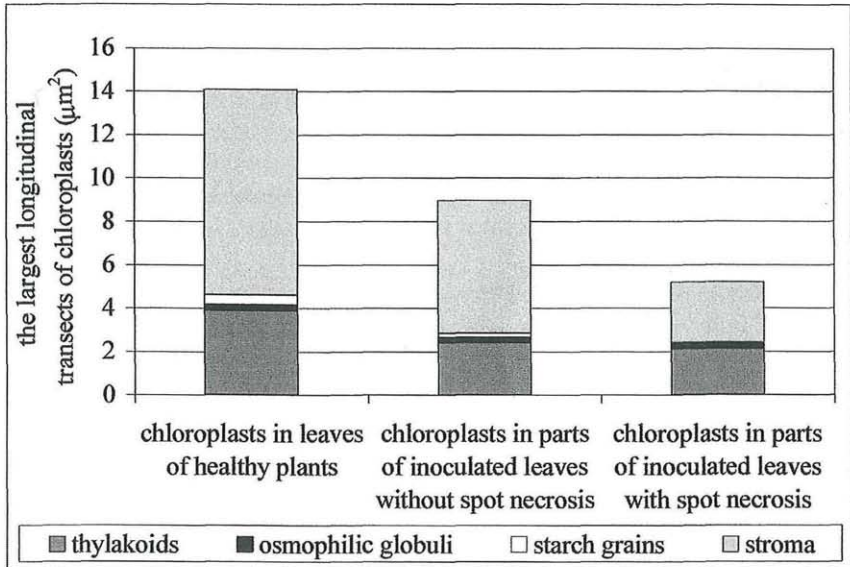 the largest longitudinal
transects of chloroplasts (μm²)
16
14
12
10
8
6
4
2
0
chloroplasts in leaves
of healthy plants
chloroplasts in parts
of inoculated leaves
without spot necrosis
chloroplasts in parts
of inoculated leaves
with spot necrosis
thylakoids osmophilic globuli starch grains stroma